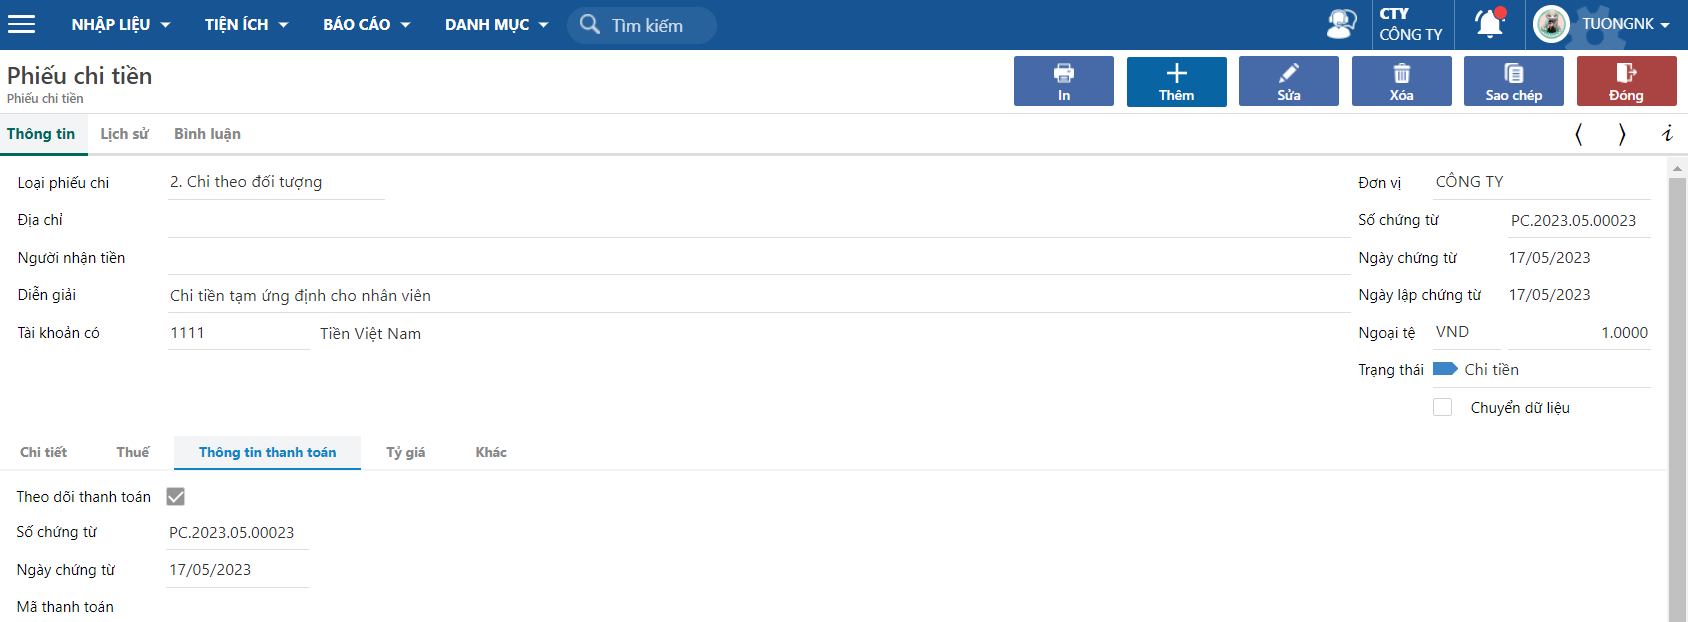 NHẬP LIỆU TIỆN ÍCH BÁO CÁO DANH MỤC Tìm kiếm CTY TUONGNK
CÔNG TY
Phiếu chi tiền
Phiếu chi tiền
In Thêm Sửa Xóa Sao chép Đóng
Thông tin Lịch sử Bình luận
Loại phiếu chi 2. Chi theo đối tượng Đơn vị CÔNG TY
Địa chỉ Số chứng từ PC.2023.05.00023
Người nhận tiền Ngày chứng từ 17/05/2023
Diễn giải Chi tiền tạm ứng định cho nhân viên Ngày lập chứng từ 17/05/2023
Tài khoản có 1111 Tiền Việt Nam Ngoại tệ VND 1.0000
Trạng thái Chi tiền
Chuyển dữ liệu
Chi tiết Thuế Thông tin thanh toán Tỷ giá Khác
Theo dõi thanh toán
Số chứng từ PC.2023.05.00023
Ngày chứng từ 17/05/2023
Mã thanh toán